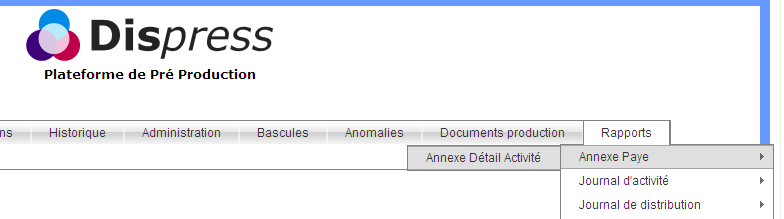 Dispress
Plateforme de Pré Production
ns Historique Administration Bascules Anomalies Documents production Rapports
Annexe Détail Activité Annexe Paye
Journal d'activité
Journal de distribution